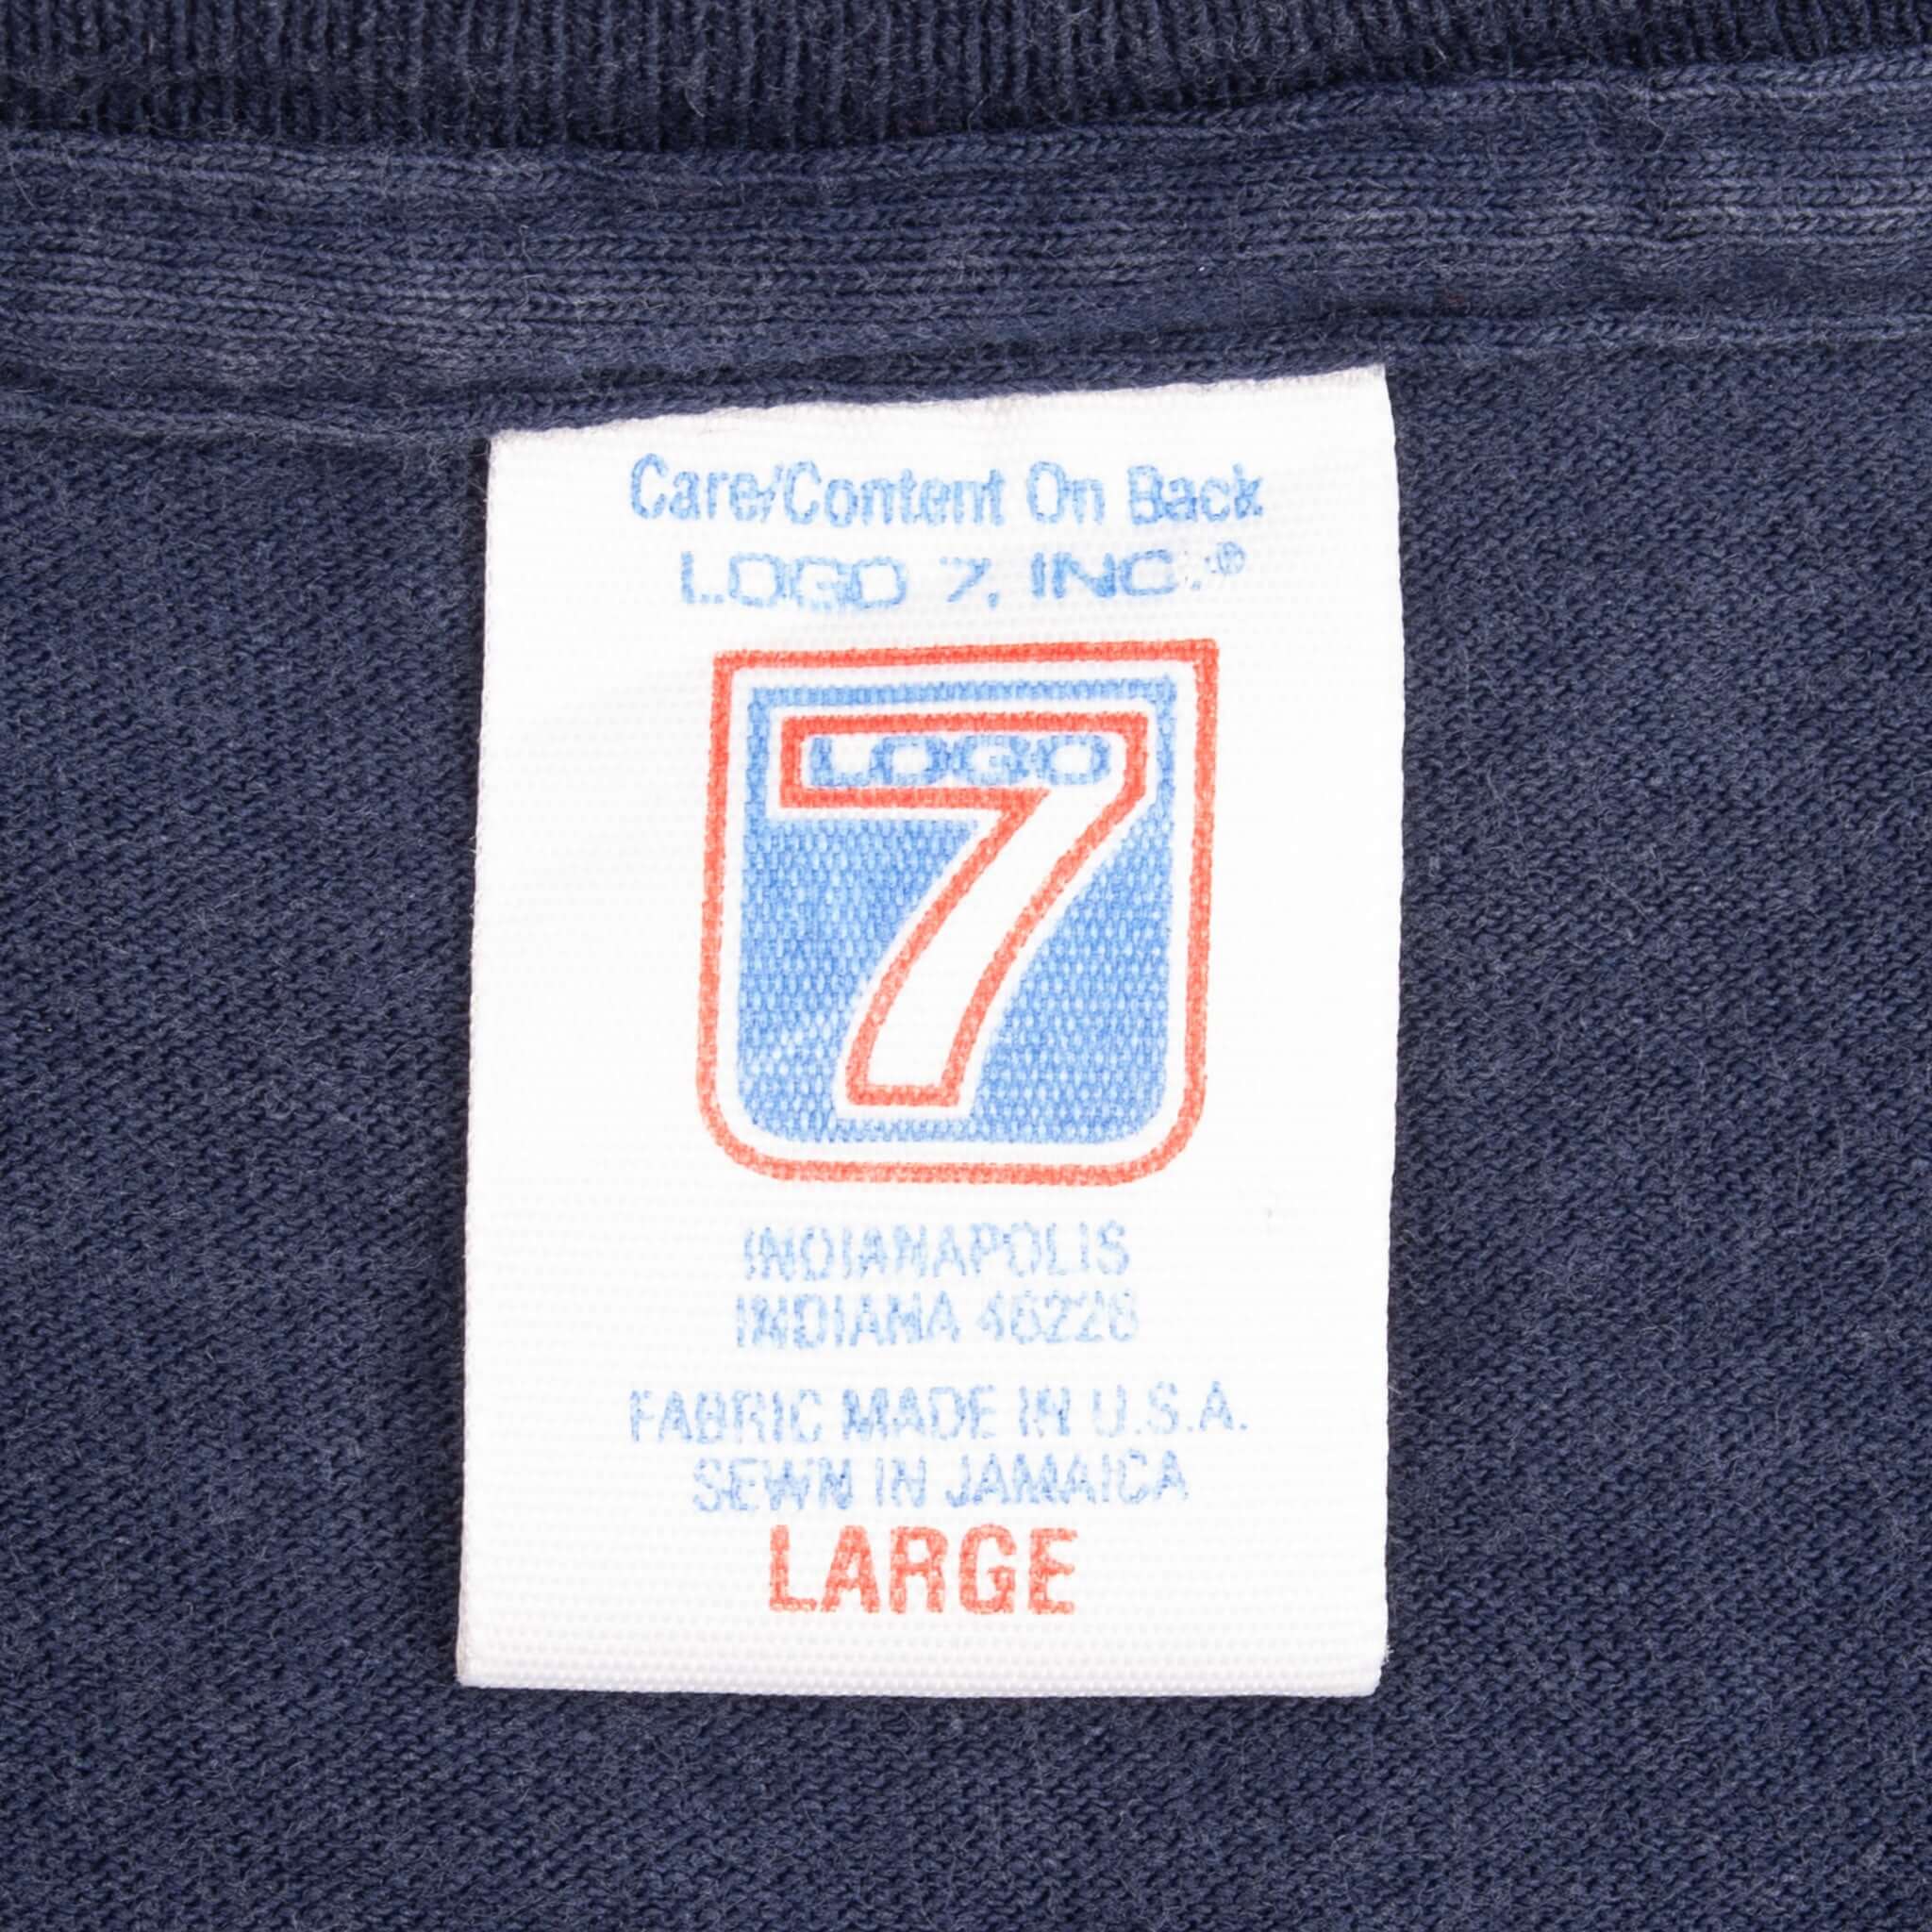 Care/Content On Back
LOGO 7, INC.®
LOGO
7
INDIANAPOLIS
INDIANA 46226
FABRIC MADE IN U.S.A.
SEWN IN JAMAICA
LARGE